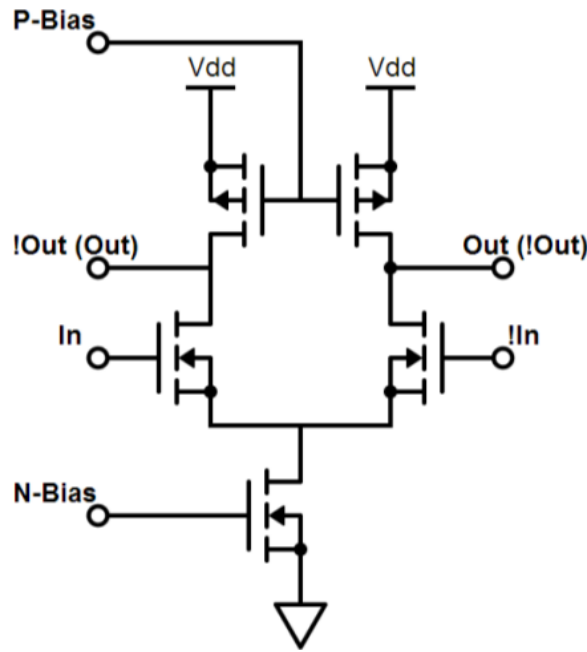 P-Bias
Vdd
Vdd
!Out (Out)
Out (!Out)
In
!In
N-Bias